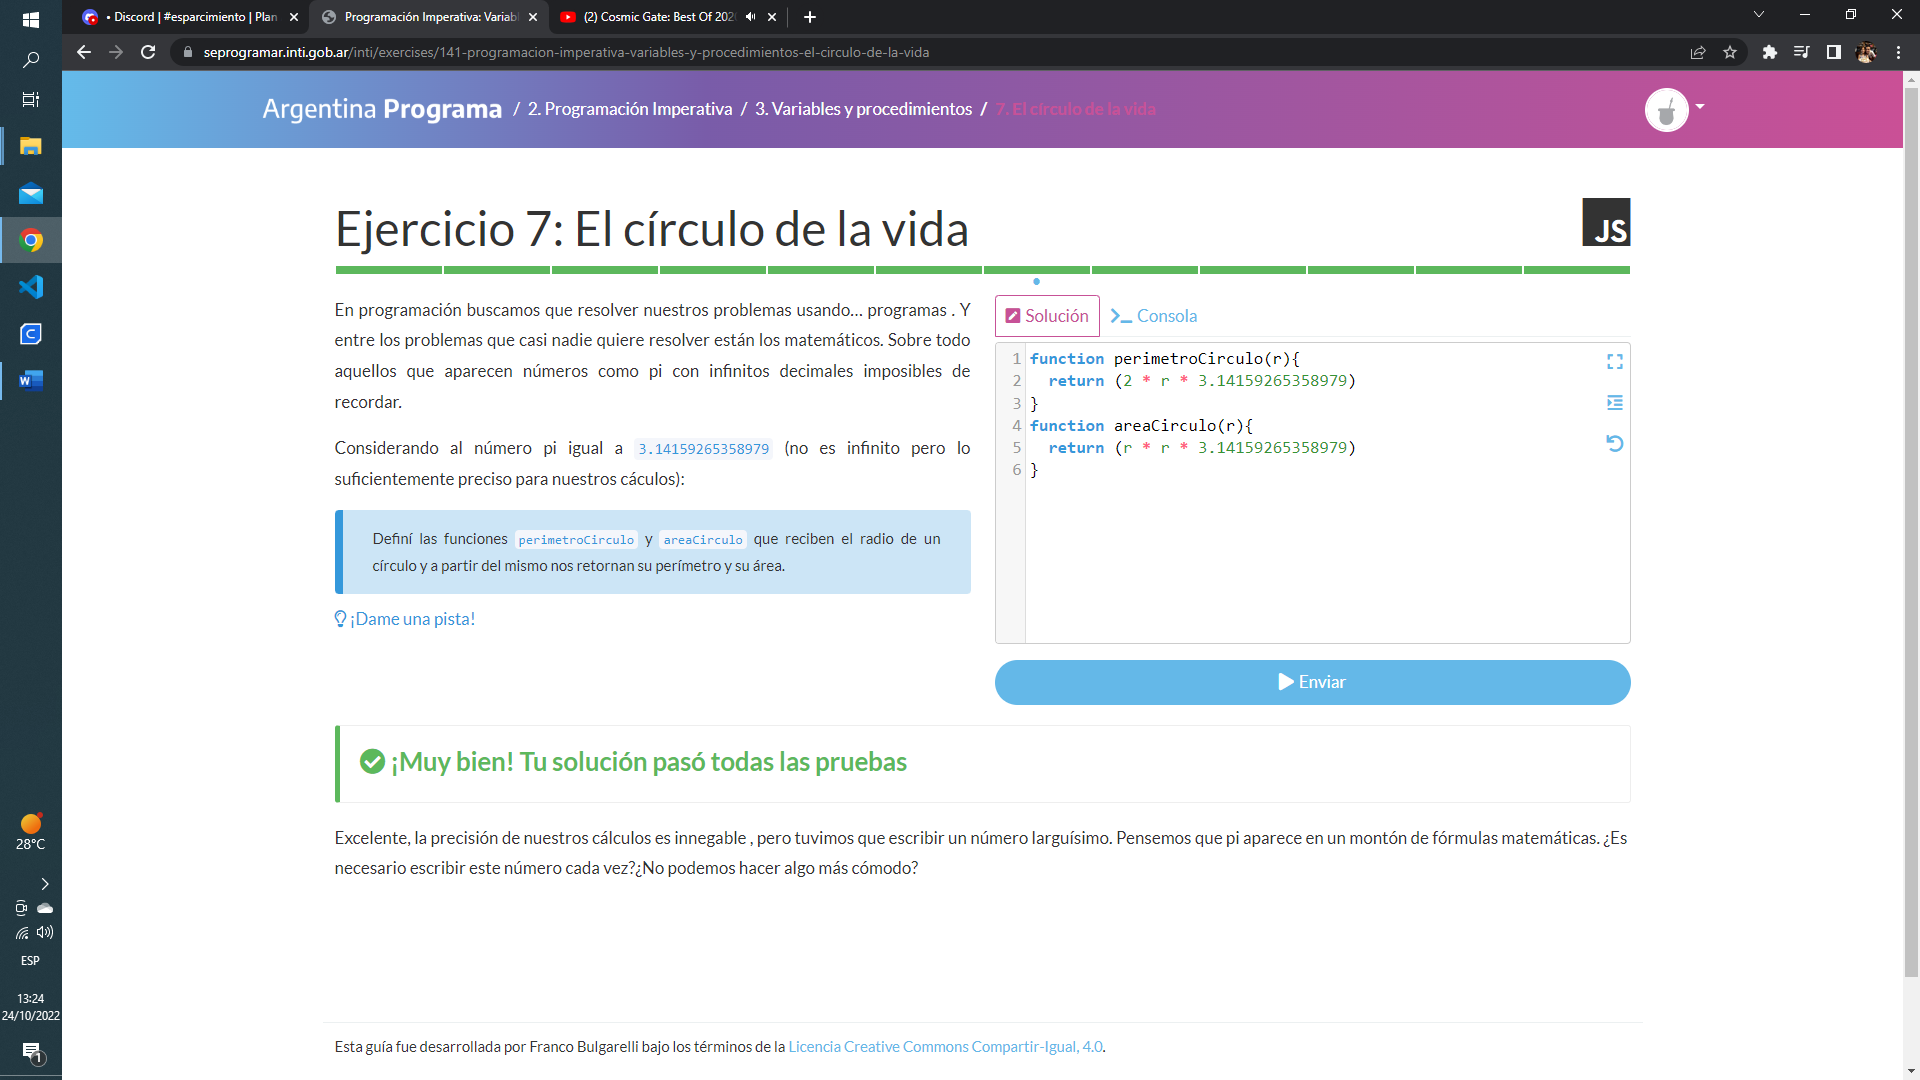 • Discord | #esparcimiento | Plan
Programación Imperativa: Variab
(2) Cosmic Gate: Best Of 202
seprogramar.inti.gob.ar/inti/exercises/141-programacion-imperativa-variables-y-procedimientos-el-circulo-de-la-vida
Argentina Programa / 2. Programación Imperativa / 3. Variables y procedimientos / 7. El círculo de la vida
Ejercicio 7: El círculo de la vida
JS
En programación buscamos que resolver nuestros problemas usando... programas . Y
entre los problemas que casi nadie quiere resolver están los matemáticos. Sobre todo
aquellos que aparecen números como pi con infinitos decimales imposibles de
recordar.
Considerando al número pi igual a 3.14159265358979 (no es infinito pero lo
suficientemente preciso para nuestros cáculos):
Definí las funciones perimetroCirculo y areaCirculo que reciben el radio de un
círculo y a partir del mismo nos retornan su perímetro y su área.
¡Dame una pista!
Solución
Consola
1 function perimetroCirculo(r){
2 return (2 * r * 3.14159265358979)
3 }
4 function areaCirculo(r){
5 return (r * r * 3.14159265358979)
6 }
Enviar
¡Muy bien! Tu solución pasó todas las pruebas
Excelente, la precisión de nuestros cálculos es innegable , pero tuvimos que escribir un número larguísimo. Pensemos que pi aparece en un montón de fórmulas matemáticas. ¿Es
necesario escribir este número cada vez?¿No podemos hacer algo más cómodo?
Esta guía fue desarrollada por Franco Bulgarelli bajo los términos de la Licencia Creative Commons Compartir-Igual, 4.0.
28°C
ESP
13:24
24/10/2022
1